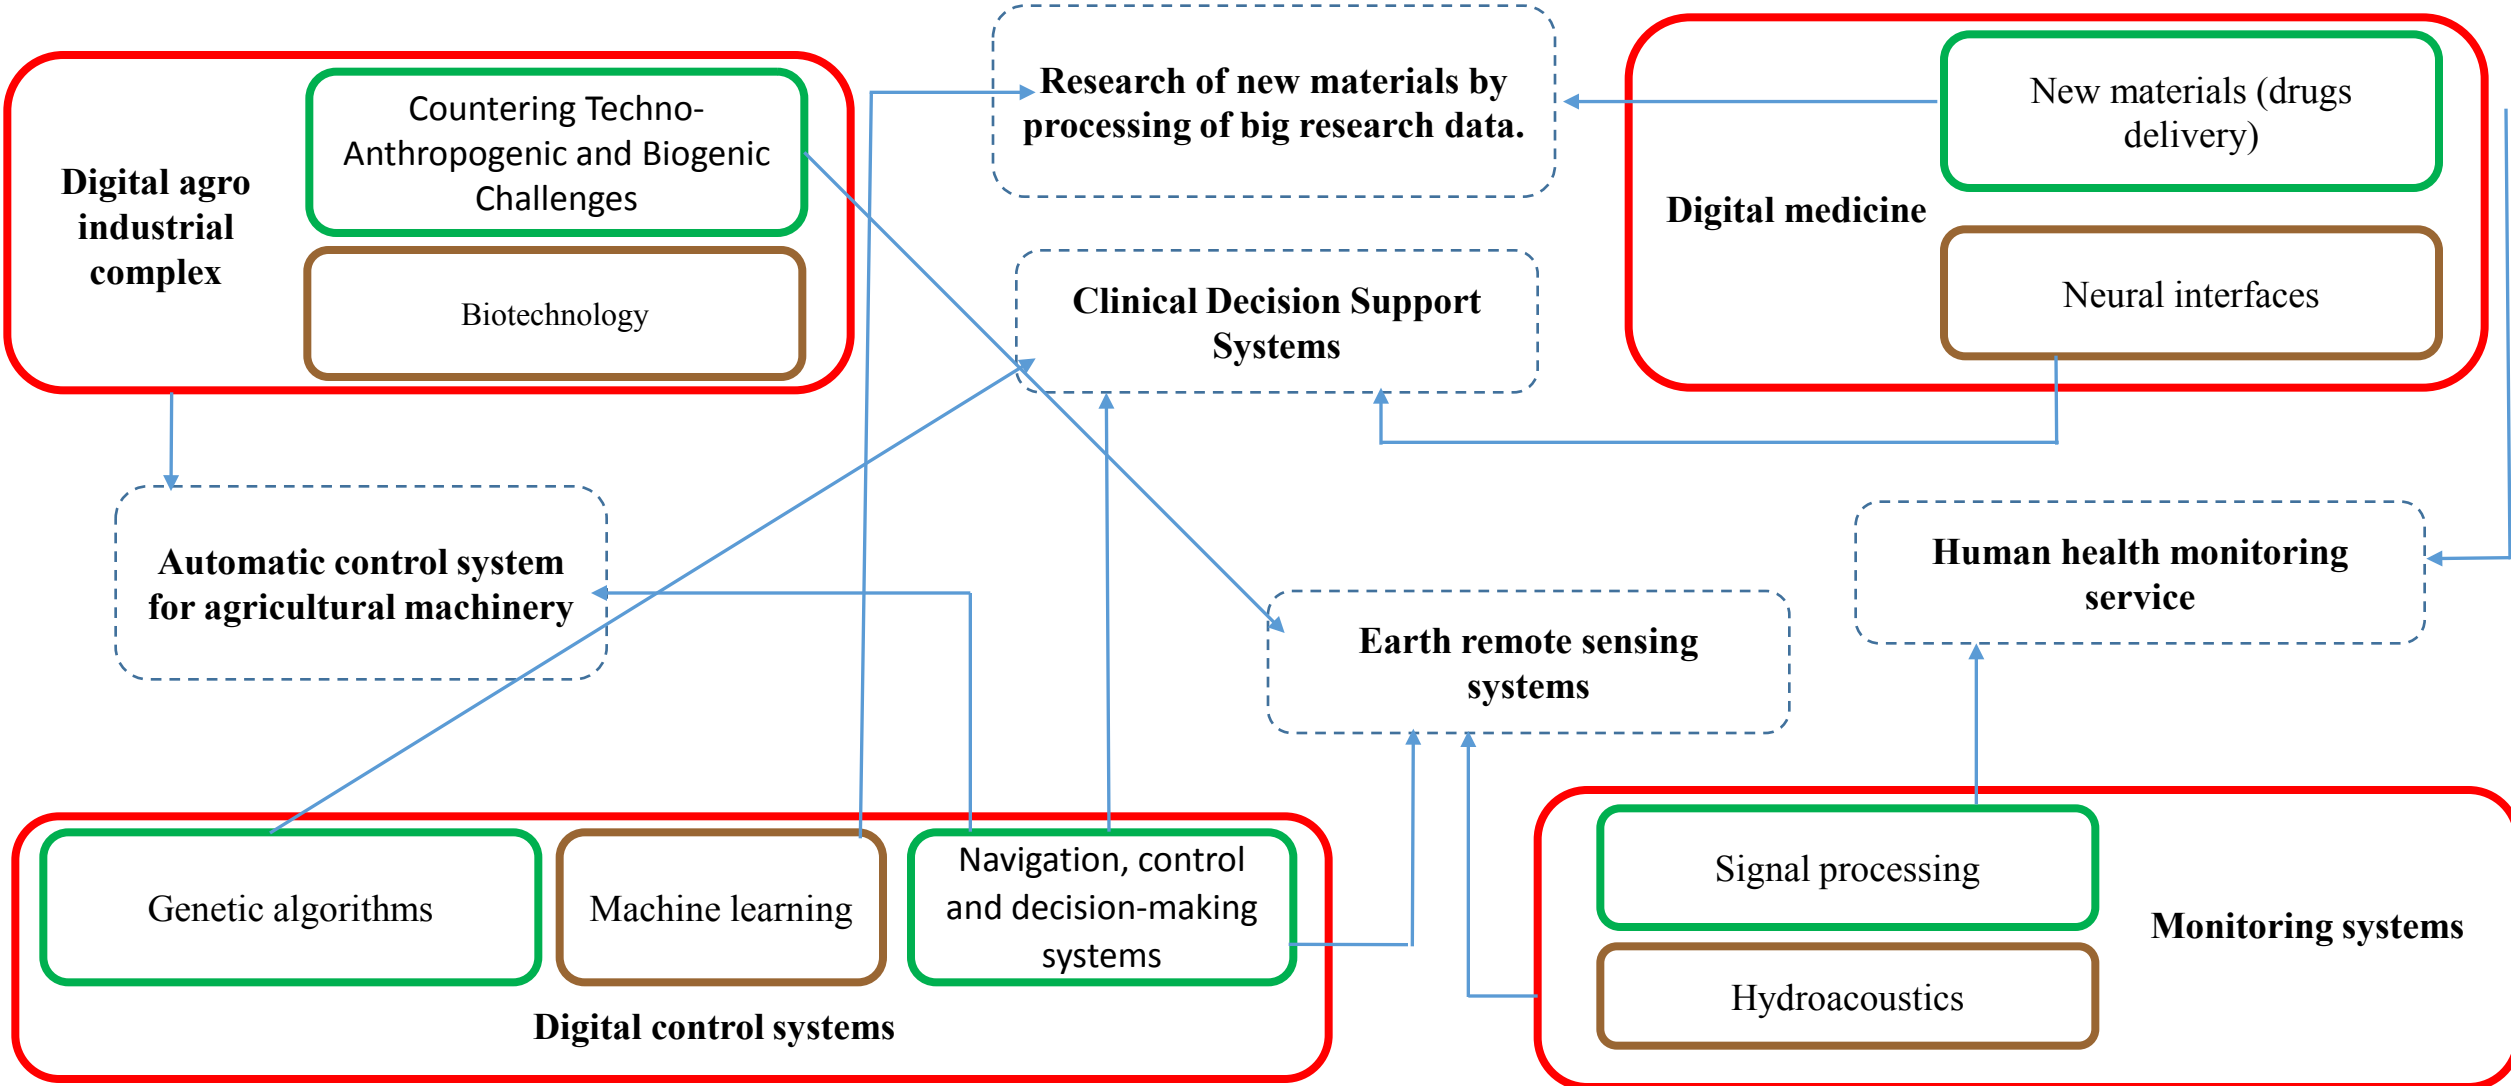 Digital agro
industrial
complex
Countering Techno-
Anthropogenic and Biogenic
Challenges
Biotechnology
Research of new materials by
processing of big research data.
Clinical Decision Support
Systems
Digital medicine
New materials (drugs
delivery)
Neural interfaces
Automatic control system
for agricultural machinery
Earth remote sensing
systems
Human health monitoring
service
Genetic algorithms
Machine learning
Navigation, control
and decision-making
systems
Digital control systems
Signal processing
Hydroacoustics
Monitoring systems